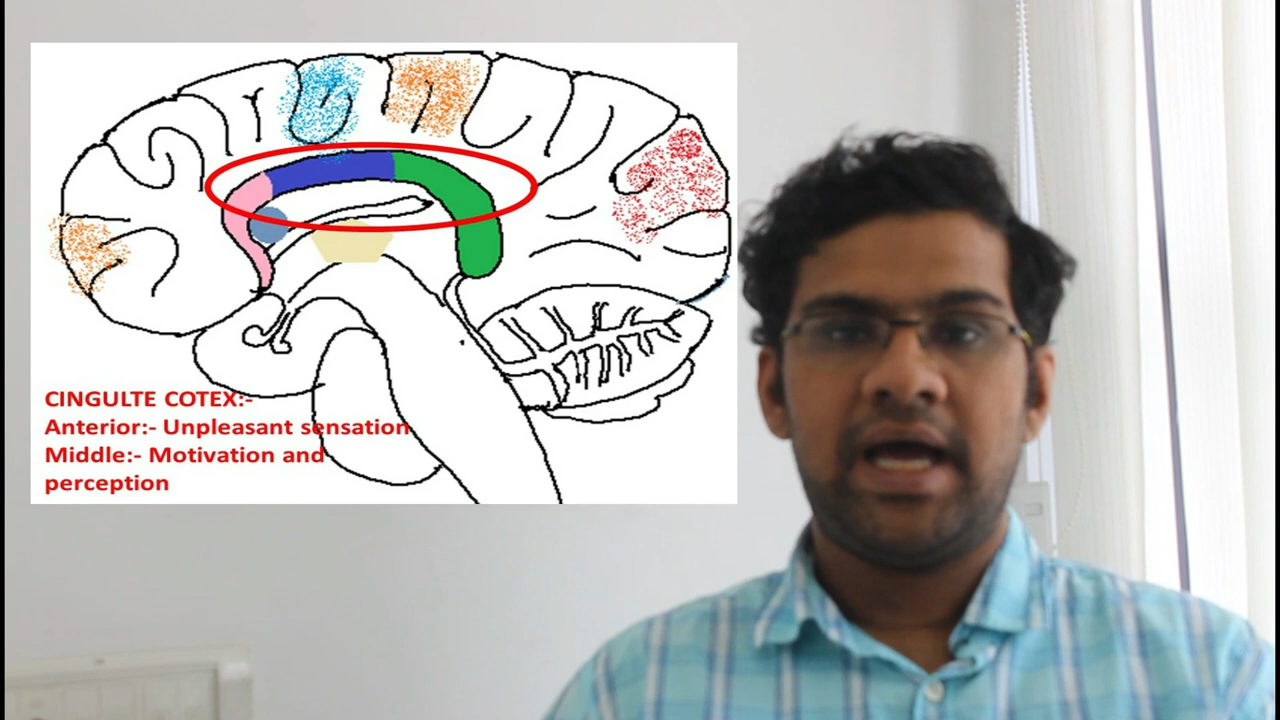 CINGULTE COTEX:-
Anterior:- Unpleasant sensation
Middle:- Motivation and
perception